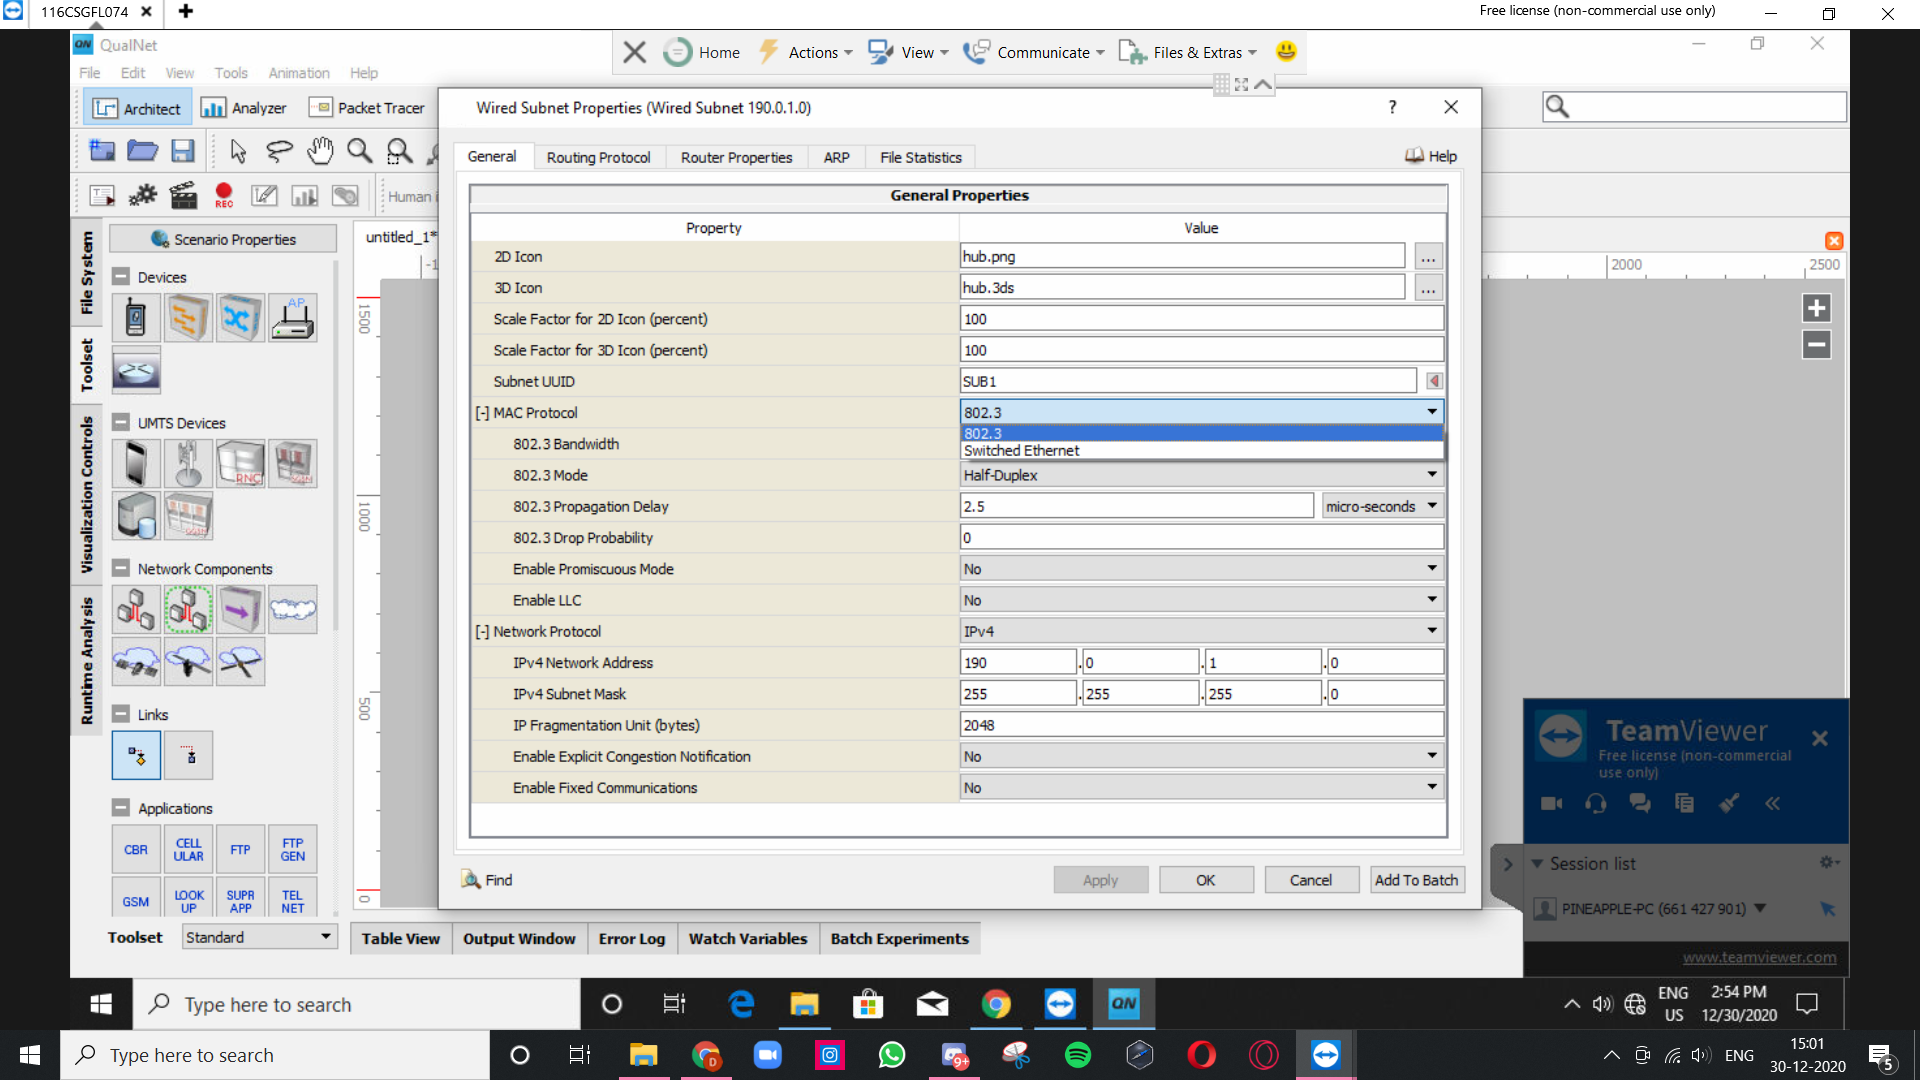 116CSGFL074
Free license (non-commercial use only)
QN QualNet
Home Actions View Communicate Files & Extras
File Edit View Tools Animation Help
Architect Analyzer Packet Tracer
REC
Human i
File System
Toolset
Visualization Controls
Runtime Analysis
Scenario Properties
Devices
AP
UMTS Devices
RNC
Network Components
Links
Applications
CBR CELL ULAR FTP FTP GEN
GSM LOOK UP SUPR APP TEL NET
Toolset Standard
untitled_1*
-1
1500
1000
500
0
2000 2500
Wired Subnet Properties (Wired Subnet 190.0.1.0) ?
General Routing Protocol Router Properties ARP File Statistics Help
General Properties
Property Value
2D Icon hub.png ...
3D Icon hub.3ds ...
Scale Factor for 2D Icon (percent) 100
Scale Factor for 3D Icon (percent) 100
Subnet UUID SUB1
[-] MAC Protocol 802.3
802.3
802.3 Bandwidth Switched Ethernet
802.3 Mode Half-Duplex
802.3 Propagation Delay 2.5 micro-seconds
802.3 Drop Probability 0
Enable Promiscuous Mode No
Enable LLC No
[-] Network Protocol IPv4
IPv4 Network Address 190 .0 .1 .0
IPv4 Subnet Mask 255 .255 .255 .0
IP Fragmentation Unit (bytes) 2048
Enable Explicit Congestion Notification No
Enable Fixed Communications No
Find Apply OK Cancel Add To Batch
Table View Output Window Error Log Watch Variables Batch Experiments
TeamViewer
Free license (non-commercial
use only)
Session list
PINEAPPLE-PC (661 427 901)
www.teamviewer.com
Type here to search
QN
ENG
US
2:54 PM
12/30/2020
Type here to search
D
9+
ENG
15:01
30-12-2020
5